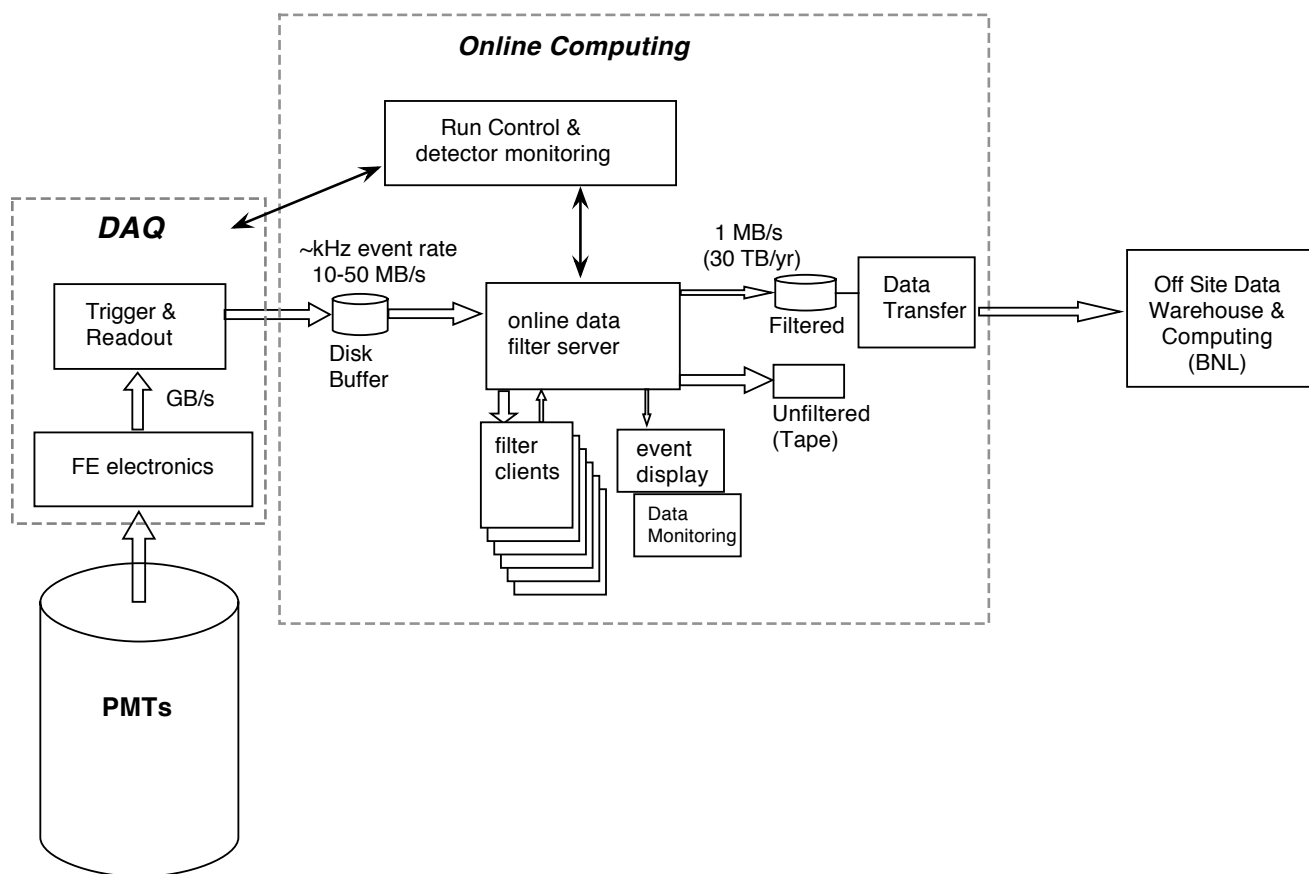 Online Computing
Run Control &
detector monitoring
DAQ
~kHz event rate
10-50 MB/s
1 MB/s
(30 TB/yr)
Trigger &
Readout
Disk
Buffer
online data
filter server
Filtered
Data
Transfer
Off Site Data
Warehouse &
Computing
(BNL)
GB/s
Unfiltered
(Tape)
FE electronics
filter
clients
event
display
Data
Monitoring
PMTs